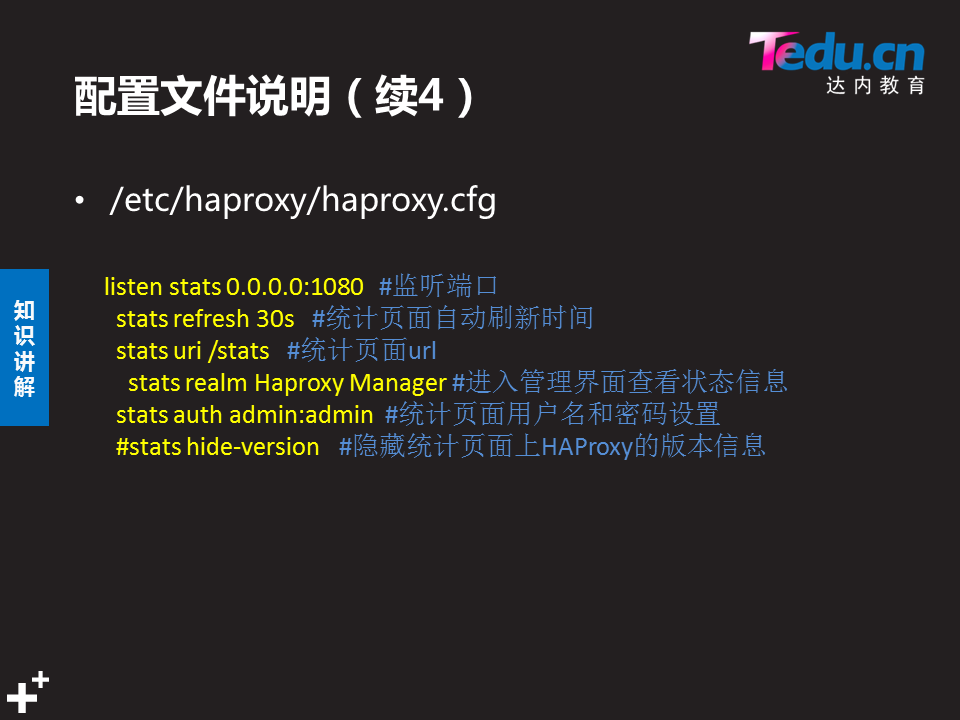 Tedu.cn
达内教育
配置文件说明（续4）
• /etc/haproxy/haproxy.cfg
listen stats 0.0.0.0:1080 #监听端口
stats refresh 30s #统计页面自动刷新时间
stats uri /stats #统计页面url
stats realm Haproxy Manager #进入管理界面查看状态信息
stats auth admin:admin #统计页面用户名和密码设置
#stats hide-version #隐藏统计页面上HAProxy的版本信息
知识讲解